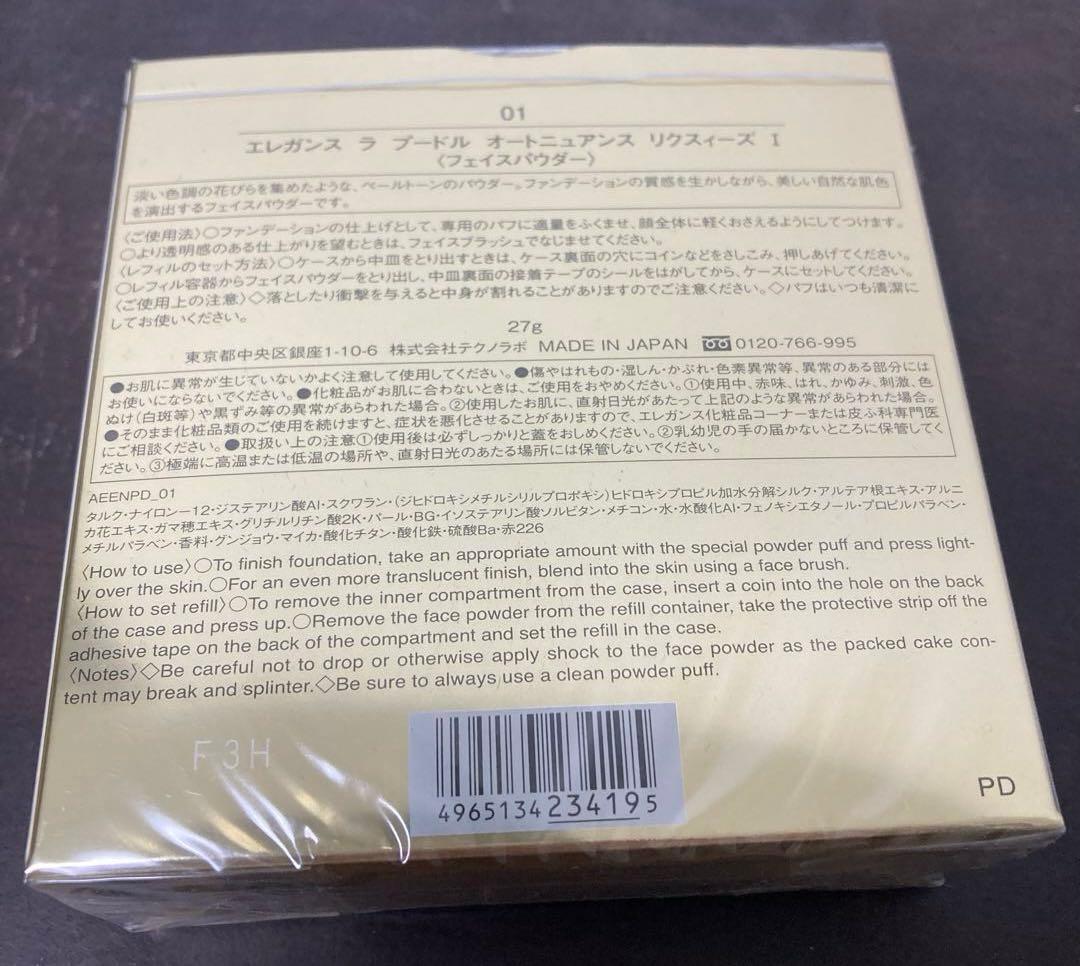 01
エレガンス ラ プードル オートニュアンス リクスィーズ I
〈フェイスパウダー〉
淡い色調の花びらを集めたような、ペールトーンのパウダー。ファンデーションの質感を生かしながら、美しい自然な肌色
を演出するフェイスパウダーです。
〈ご使用法〉○ファンデーションの仕上げとして、専用のパフに適量をふくませ、顔全体に軽くおさえるようにしてつけます。
○より透明感のある仕上がりを望むときは、フェイスブラッシュでなじませてください。
〈レフィルのセット方法〉○ケースから中皿をとり出すときは、ケース裏面の穴にコインなどをさしこみ、押しあげてください。
○レフィル容器からフェイスパウダーをとり出し、中皿裏面の接着テープのシールをはがしてから、ケースにセットしてください。
〈ご使用上の注意〉◇落としたり衝撃を与えると中身が割れることがありますのでご注意ください。◇パフはいつも清潔に
してお使いください。
27g
東京都中央区銀座1-10-6 株式会社テクノラボ MADE IN JAPAN 0120-766-995
●お肌に異常が生じていないかよく注意して使用してください。●傷やはれもの・湿しん・かぶれ・色素異常等、異常のある部分には
お使いにならないでください。●化粧品がお肌に合わないときは、ご使用をおやめください。①使用中、赤味、はれ、かゆみ、刺激、色
ぬけ(白斑等)や黒ずみ等の異常があらわれた場合。②使用したお肌に、直射日光があたって上記のような異常があらわれた場合。
●そのまま化粧品類のご使用を続けますと、症状を悪化させることがありますので、エレガンス化粧品コーナーまたは皮ふ科専門医
にご相談ください。●取扱い上の注意①使用後は必ずしっかりと蓋をおしめください。②乳幼児の手の届かないところに保管してく
ださい。③極端に高温または低温の場所や、直射日光のあたる場所には保管しないでください。
AEENPD_01
タルク・ナイロン-12・ジステアリン酸Al・スクワラン・(ジヒドロキシメチルシリルプロポキシ)ヒドロキシプロピル加水分解シルク・アルテア根エキス・アルニ
カ花エキス・ガマ穂エキス・グリチルリチン酸2K・パール・BG・イソステアリン酸ソルビタン・メチコン・水・水酸化Al・フェノキシエタノール・プロピルパラベン・
メチルパラベン・香料・グンジョウ・マイカ・酸化チタン・酸化鉄・硫酸Ba・赤226
〈How to use〉○To finish foundation, take an appropriate amount with the special powder puff and press light-
ly over the skin.○For an even more translucent finish, blend into the skin using a face brush.
〈How to set refill〉○To remove the inner compartment from the case, insert a coin into the hole on the back
of the case and press up.○Remove the face powder from the refill container, take the protective strip off the
adhesive tape on the back of the compartment and set the refill in the case.
〈Notes〉◇Be careful not to drop or otherwise apply shock to the face powder as the packed cake con-
tent may break and splinter.◇Be sure to always use a clean powder puff.
F3H
4965134234195
PD